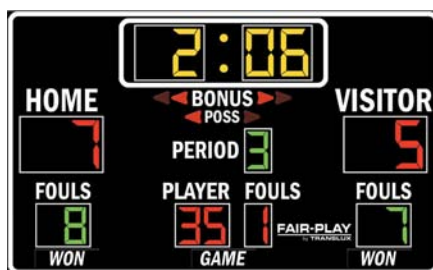 2:06
HOME BONUS VISITOR
7 POSS 5
PERIOD 3
FOULS PLAYER FOULS FOULS
8 35 1 FAIR-PLAY 7
by TRANS-LUX
WON GAME WON